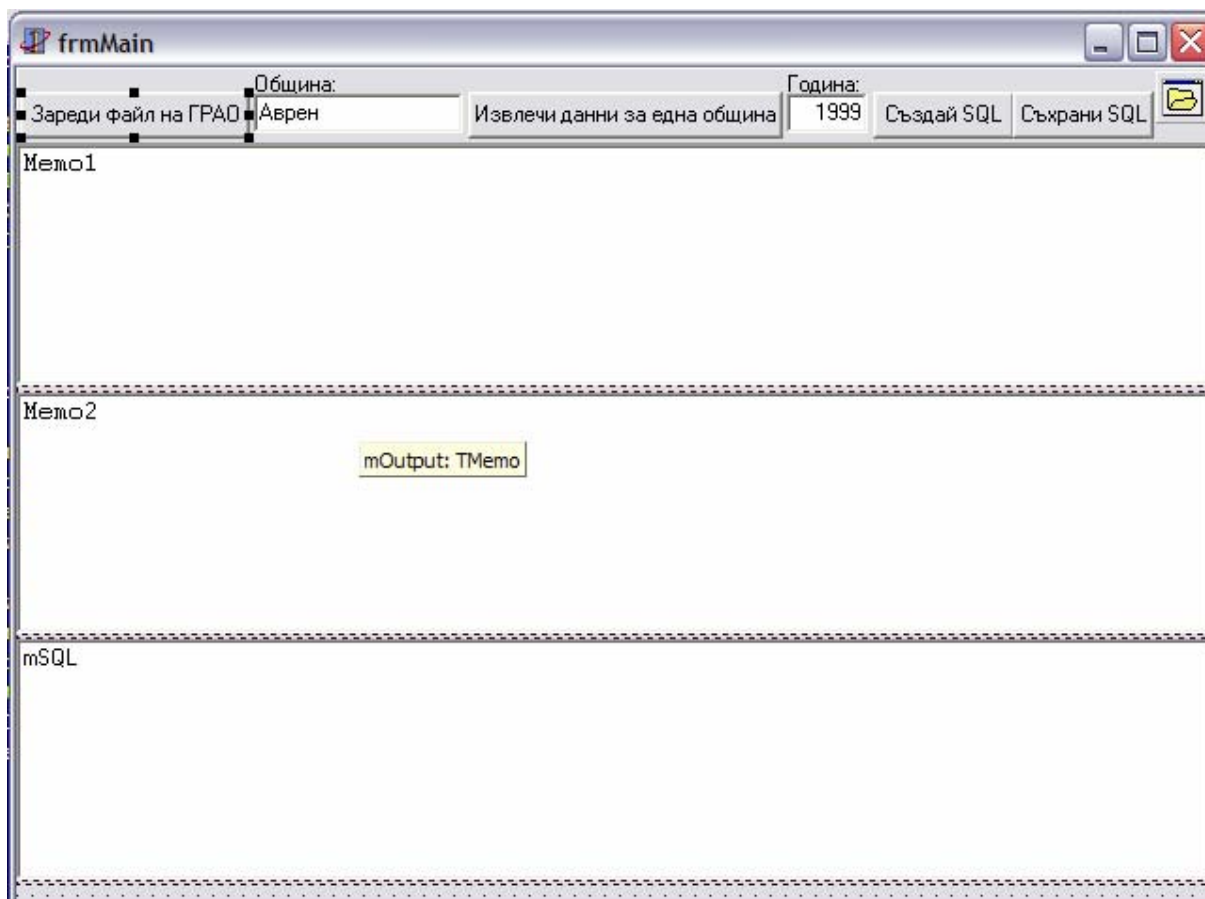 frmMain
Община:
Година:
Зареди файл на ГРАО
Аврен
Извлечи данни за една община
1999
Създай SQL
Съхрани SQL
Memo1
Memo2
mOutput: TMemo
mSQL